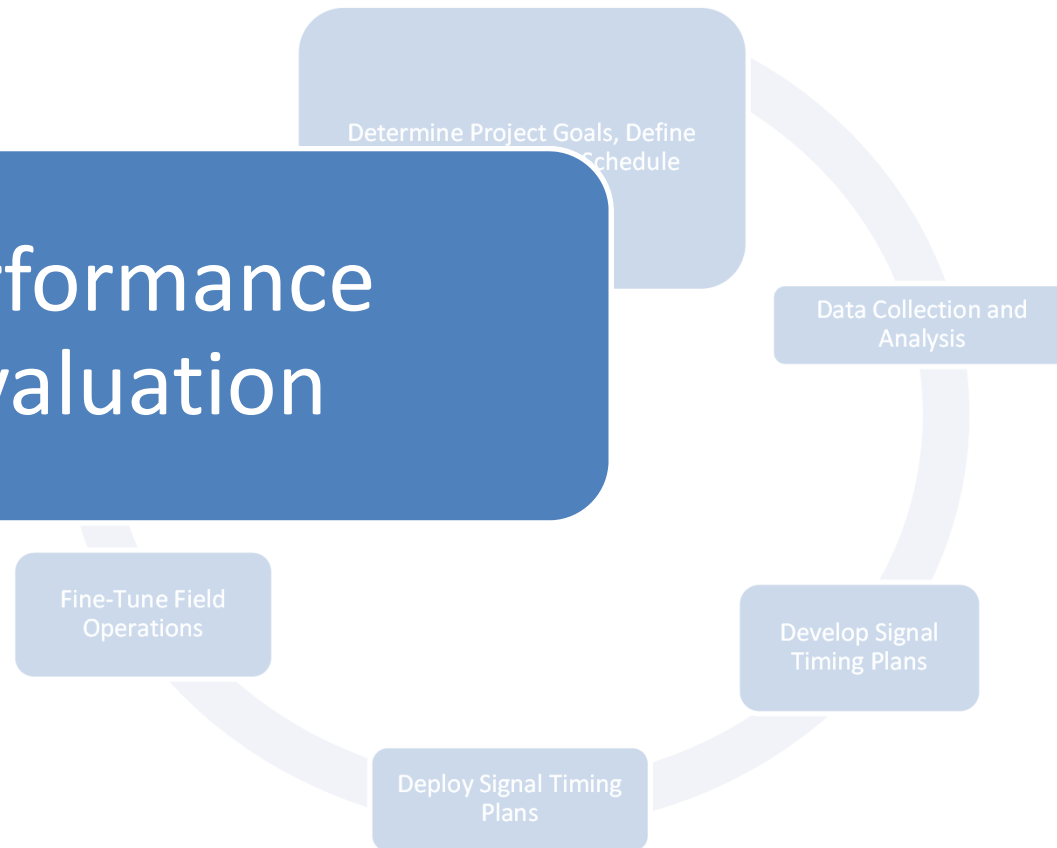 Determine Project Goals, Define
Schedule
rformance
valuation
Data Collection and
Analysis
Fine-Tune Field
Operations
Develop Signal
Timing Plans
Deploy Signal Timing
Plans